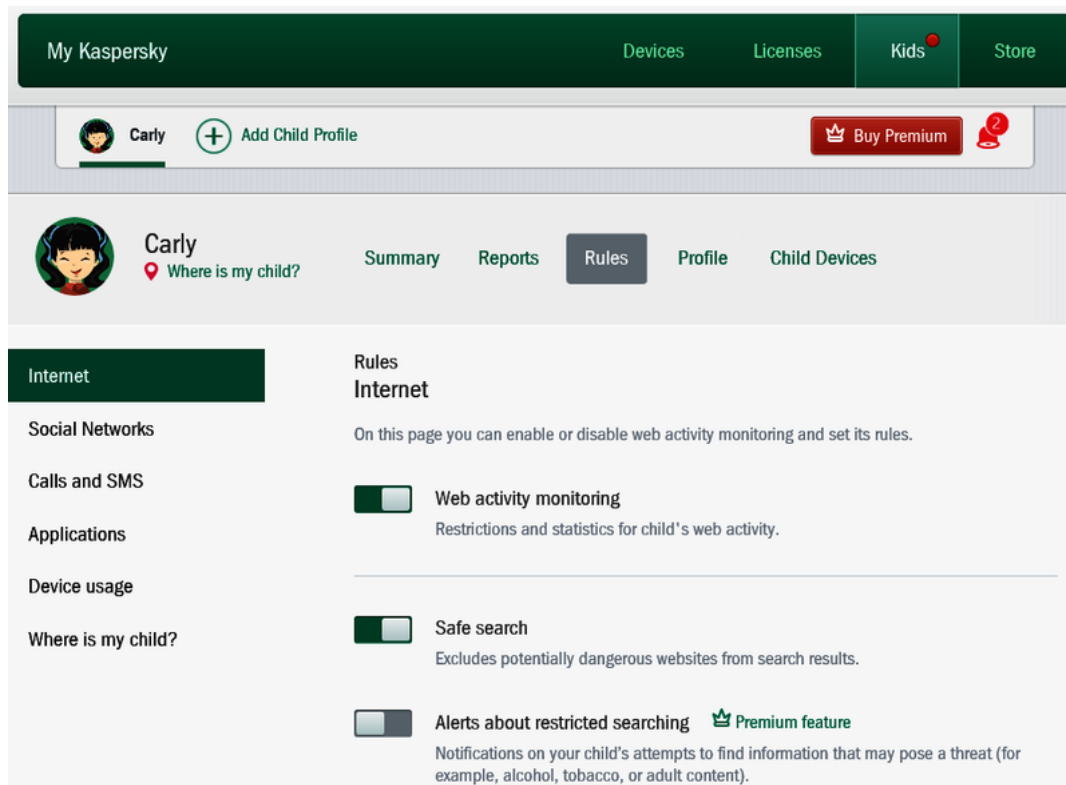 My Kaspersky Devices Licenses Kids Store
Carly Add Child Profile Buy Premium 2
Carly
Where is my child?
Summary Reports Rules Profile Child Devices
Internet
Social Networks
Calls and SMS
Applications
Device usage
Where is my child?
Rules
Internet
On this page you can enable or disable web activity monitoring and set its rules.
Web activity monitoring
Restrictions and statistics for child's web activity.
Safe search
Excludes potentially dangerous websites from search results.
Alerts about restricted searching Premium feature
Notifications on your child’s attempts to find information that may pose a threat (for
example, alcohol, tobacco, or adult content).